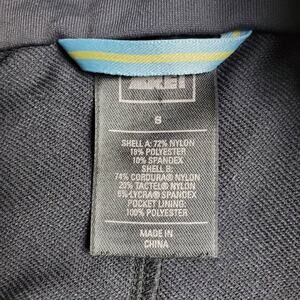 REI
S
SHELL A: 72% NYLON
18% POLYESTER
10% SPANDEX
SHELL B:
74% CORDURA® NYLON
20% TACTEL® NYLON
6% LYCRA® SPANDEX
POCKET LINING:
100% POLYESTER
MADE IN
CHINA